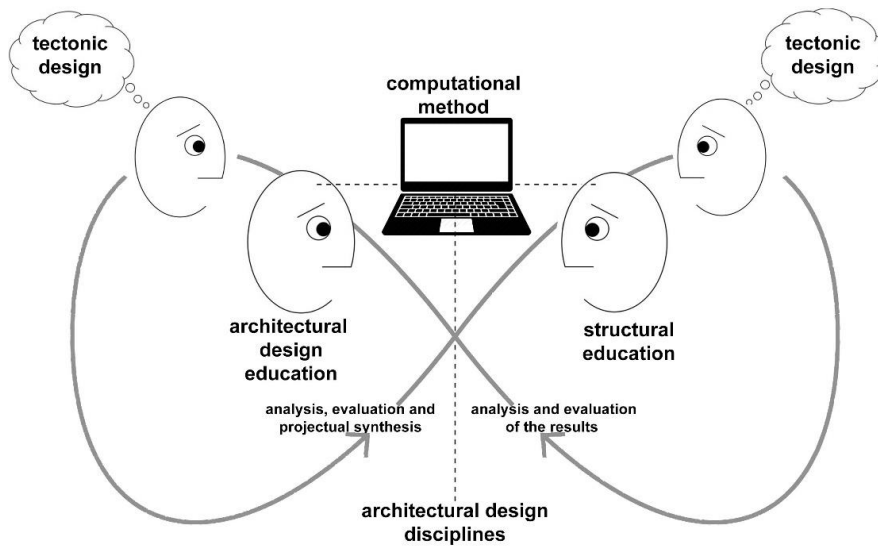 tectonic
design
tectonic
design
computational
method
architectural
design
education
structural
education
analysis, evaluation and
projectual synthesis
analysis and evaluation
of the results
architectural design
disciplines